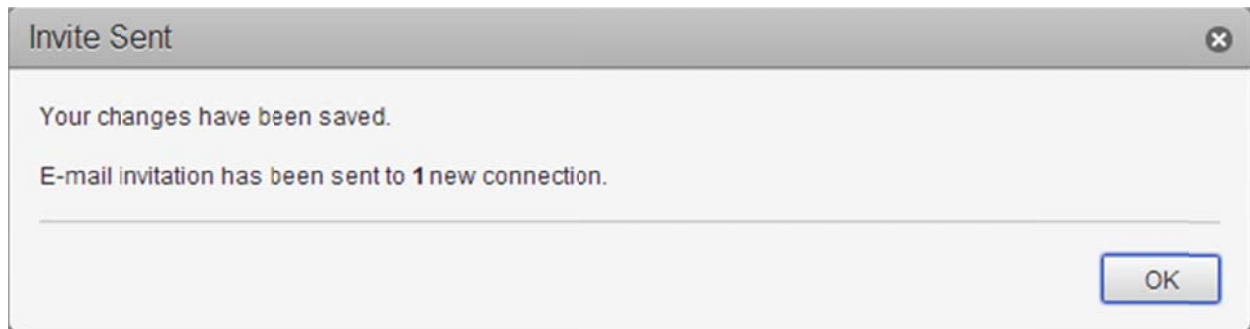 Invite Sent
Your changes have been saved.
E-mail invitation has been sent to 1 new connection.
OK